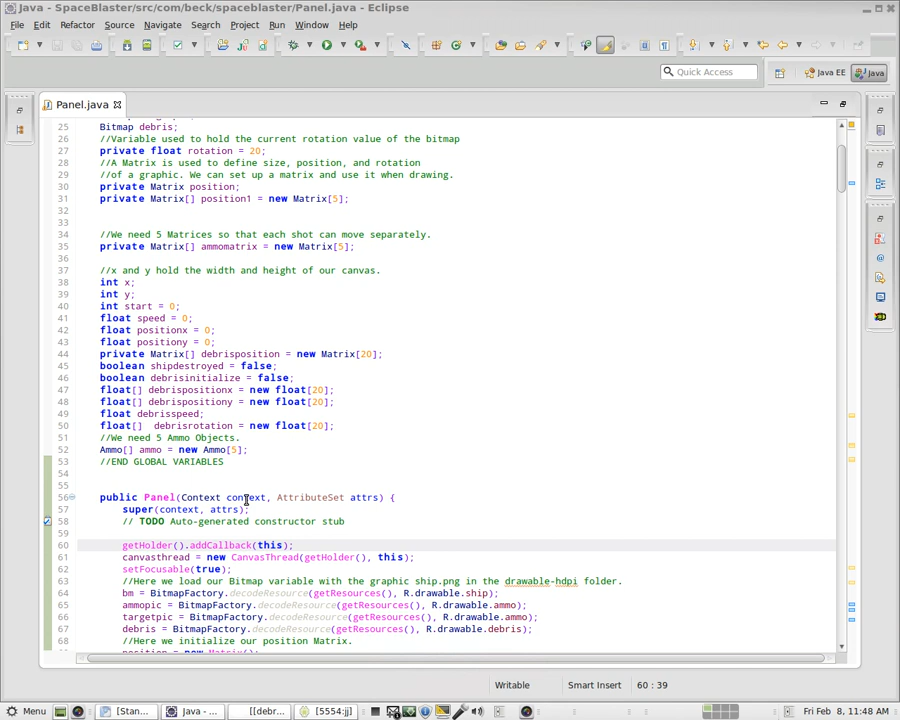 Java - SpaceBlaster/src/com/beck/spaceblaster/Panel.java - Eclipse
File Edit Refactor Source Navigate Search Project Run Window Help
Quick Access Java EE Java
Panel.java
25 Bitmap debris;
26 //Variable used to hold the current rotation value of the bitmap
27 private float rotation = 20;
28 //A Matrix is used to define size, position, and rotation
29 //of a graphic. We can set up a matrix and use it when drawing.
30 private Matrix position;
31 private Matrix[] position1 = new Matrix[5];
32
33
34 //We need 5 Matrices so that each shot can move separately.
35 private Matrix[] ammomatrix = new Matrix[5];
36
37 //x and y hold the width and height of our canvas.
38 int x;
39 int y;
40 int start = 0;
41 float speed = 0;
42 float positionx = 0;
43 float positiony = 0;
44 private Matrix[] debrisposition = new Matrix[20];
45 boolean shipdestroyed = false;
46 boolean debrisinitialize = false;
47 float[] debrispositionx = new float[20];
48 float[] debrispositiony = new float[20];
49 float debrisspeed;
50 float[]  debrisrotation = new float[20];
51 //We need 5 Ammo Objects.
52 Ammo[] ammo = new Ammo[5];
53 //END GLOBAL VARIABLES
54
55
56 public Panel(Context context, AttributeSet attrs) {
57 super(context, attrs);
58 // TODO Auto-generated constructor stub
59
60 getHolder().addCallback(this);
61 canvasthread = new CanvasThread(getHolder(), this);
62 setFocusable(true);
63 //Here we load our Bitmap variable with the graphic ship.png in the drawable-hdpi folder.
64 bm = BitmapFactory.decodeResource(getResources(), R.drawable.ship);
65 ammopic = BitmapFactory.decodeResource(getResources(), R.drawable.ammo);
66 targetpic = BitmapFactory.decodeResource(getResources(), R.drawable.ammo);
67 debris = BitmapFactory.decodeResource(getResources(), R.drawable.debris);
68 //Here we initialize our position Matrix.
position = new Matrix();
Writable Smart Insert 60 : 39
Menu [Stan... Java - ... [[debr... [5554:jj] Fri Feb 8, 11:48 AM